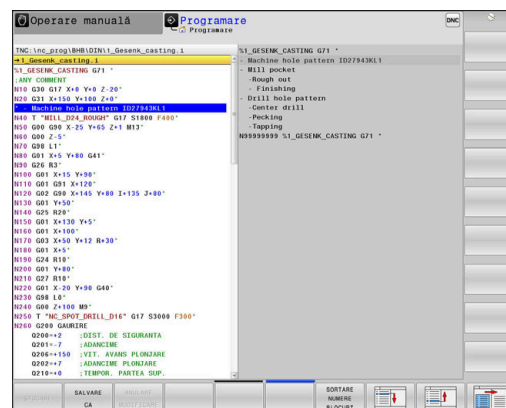 Operare manuală
Programare
Programare
DNC
TNC:\nc_prog\BHB\DIN\1_Gesenk_casting.i
→1_Gesenk_casting.i
%1_GESENK_CASTING G71 *
;ANY COMMENT
N10 G30 G17 X+0 Y+0 Z-20*
N20 G31 X+150 Y+100 Z+0*
* - Machine hole pattern ID27943KL1
N40 T "MILL_D24_ROUGH" G17 S1800 F400*
N50 G00 G90 X-25 Y+65 Z+1 M13*
N60 G00 Z-5*
N70 G98 L1*
N80 G01 X+5 Y+80 G41*
N90 G26 R3*
N100 G01 X+15 Y+90*
N110 G01 G91 X+120*
N120 G02 G90 X+145 Y+80 I+135 J+80*
N130 G01 Y+50*
N140 G25 R20*
N150 G01 X+130 Y+5*
N160 G01 X+100*
N170 G03 X+50 Y+12 R+30*
N180 G01 X+5*
N190 G24 R10*
N200 G01 Y+80*
N210 G27 R10*
N220 G01 X-20 Y+90 G40*
N230 G98 L0*
N240 G00 Z+100 M9*
N250 T "NC_SPOT_DRILL_D16" G17 S3000 F300*
N260 G200 GAURIRE
Q200=+2 ;DIST. DE SIGURANTA
Q201=-7 ;ADANCIME
Q206=+150 ;VIT. AVANS PLONJARE
Q202=+7 ;ADANCIME PLONJARE
Q210=+0 ;TEMPOR. PARTEA SUP.
%1_GESENK_CASTING G71 *
- Machine hole pattern ID27943KL1
- Mill pocket
-Rough out
- Finishing
- Drill hole pattern
-Center drill
-Pecking
-Tapping
N99999999 %1_GESENK_CASTING G71 *
SALVARE
CA
SORTARE
NUMERE
BLOCURI